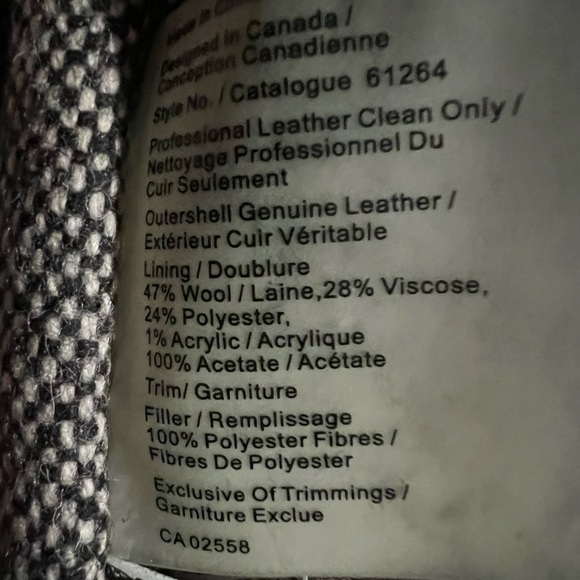 Made in
Designed in Canada /
Conception Canadienne
Style No. / Catalogue 61264
Professional Leather Clean Only /
Nettoyage Professionnel Du
Cuir Seulement
Outershell Genuine Leather /
Extérieur Cuir Véritable
Lining / Doublure
47% Wool / Laine,28% Viscose,
24% Polyester,
1% Acrylic / Acrylique
100% Acetate / Acétate
Trim/ Garniture
Filler / Remplissage
100% Polyester Fibres /
Fibres De Polyester
Exclusive Of Trimmings /
Garniture Exclue
CA 02558